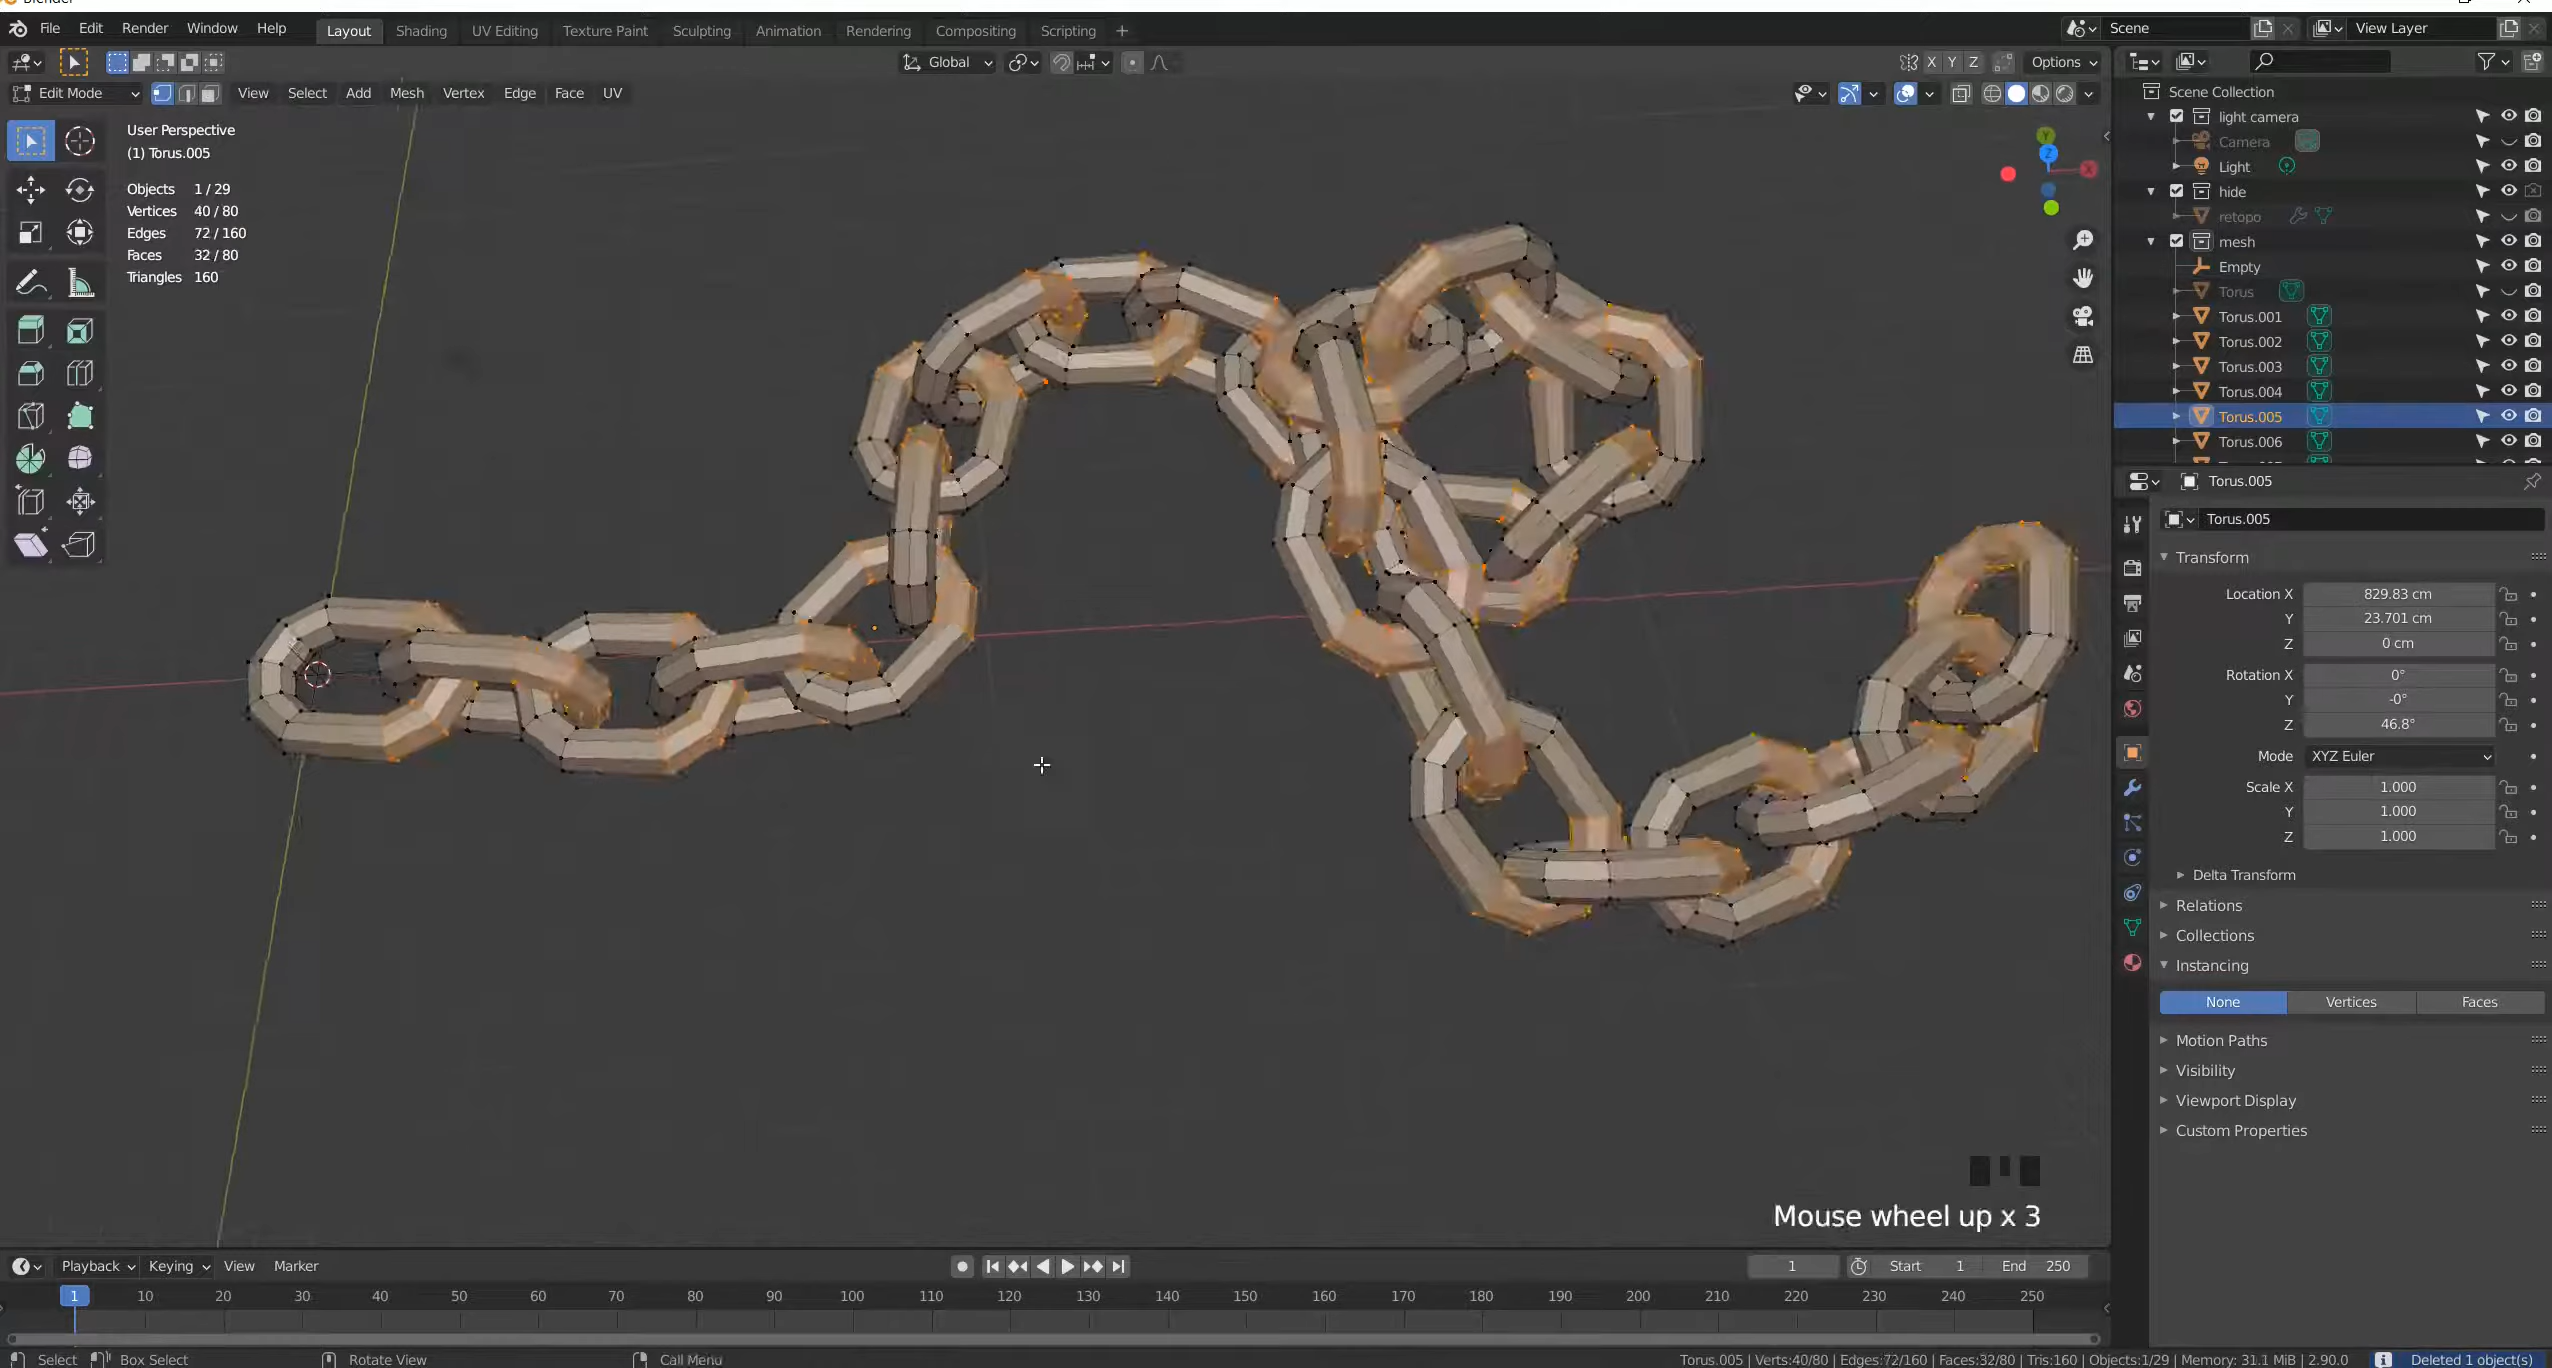 Blender
File Edit Render Window Help Layout Shading UV Editing Texture Paint Sculpting Animation Rendering Compositing Scripting + Scene View Layer
Global X Y Z Options
Edit Mode View Select Add Mesh Vertex Edge Face UV
User Perspective
(1) Torus.005
Objects 1 / 29
Vertices 40 / 80
Edges 72 / 160
Faces 32 / 80
Triangles 160
Y
Z
X
Scene Collection
light camera
Camera
Light
hide
retopo
mesh
Empty
Torus
Torus.001
Torus.002
Torus.003
Torus.004
Torus.005
Torus.006
Torus.005
Torus.005
Transform
Location X 829.83 cm
Y 23.701 cm
Z 0 cm
Rotation X 0°
Y -0°
Z 46.8°
Mode XYZ Euler
Scale X 1.000
Y 1.000
Z 1.000
Delta Transform
Relations
Collections
Instancing
None Vertices Faces
Motion Paths
Visibility
Viewport Display
Custom Properties
Mouse wheel up x 3
Playback Keying View Marker 1 Start 1 End 250
1 10 20 30 40 50 60 70 80 90 100 110 120 130 140 150 160 170 180 190 200 210 220 230 240 250
Select Box Select Rotate View Call Menu Torus.005 | Verts:40/80 | Edges:72/160 | Faces:32/80 | Tris:160 | Objects:1/29 | Memory: 31.1 MiB | 2.90.0 Deleted 1 object(s)